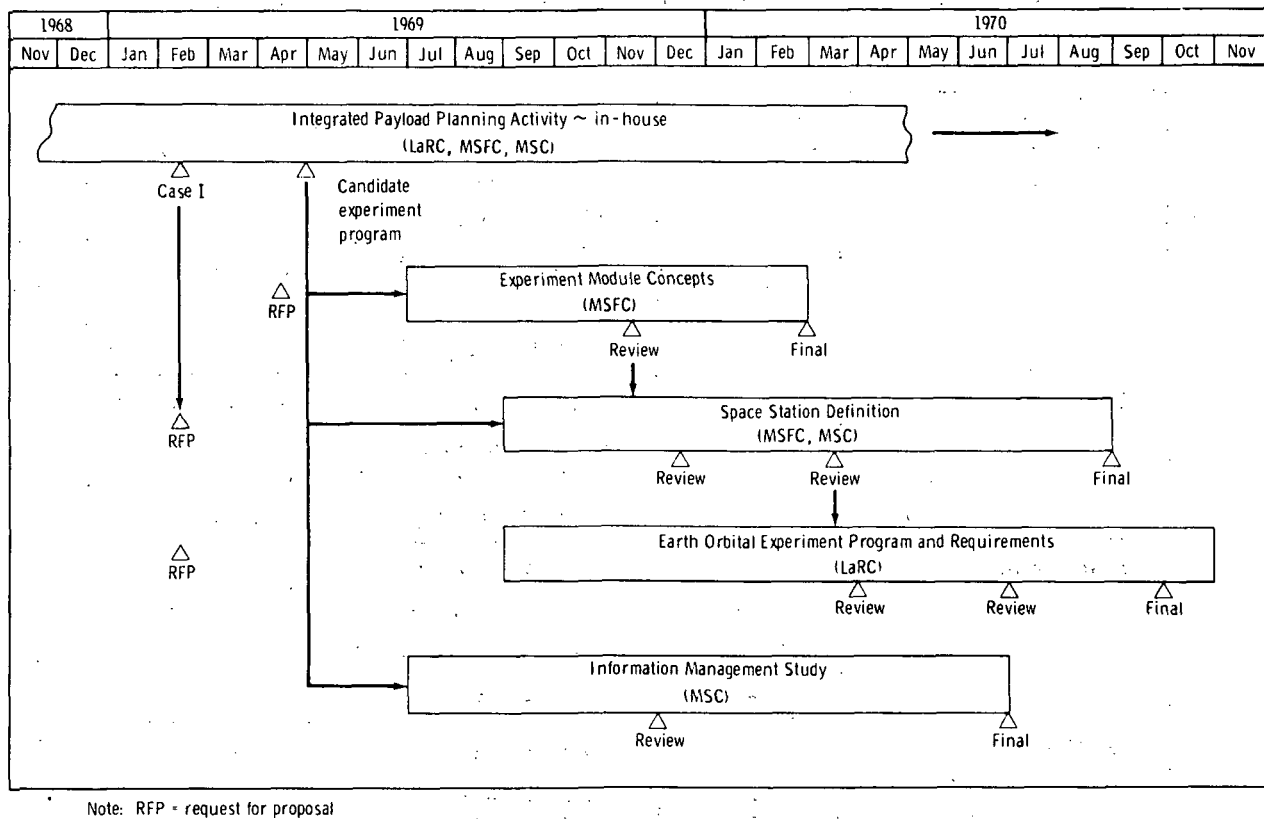 1968 1969 1970
Nov Dec Jan Feb Mar Apr May Jun Jul Aug Sep Oct Nov Dec Jan Feb Mar Apr May Jun Jul Aug Sep Oct Nov
Integrated Payload Planning Activity ~ in-house
(LaRC, MSFC, MSC)
Case I
Candidate
experiment
program
Experiment Module Concepts
(MSFC)
RFP
Review Final
Space Station Definition
(MSFC, MSC)
RFP
Review Review Final
Earth Orbital Experiment Program and Requirements
(LaRC)
RFP
Review Review Final
Information Management Study
(MSC)
Review Final
Note: RFP = request for proposal